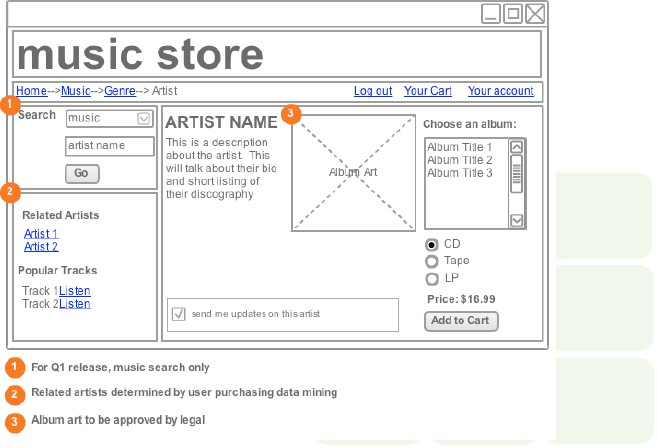 music store
Home-->Music-->Genre--> Artist
Log out Your Cart Your account
1
Search music
artist name
Go
2
Related Artists
Artist 1
Artist 2
Popular Tracks
Track 1Listen
Track 2Listen
ARTIST NAME
This is a description
about the artist. This
will talk about their bio
and short listing of
their discography
3
Album Art
send me updates on this artist
Choose an album:
Album Title 1
Album Title 2
Album Title 3
CD
Tape
LP
Price: $16.99
Add to Cart
1 For Q1 release, music search only
2 Related artists determined by user purchasing data mining
3 Album art to be approved by legal